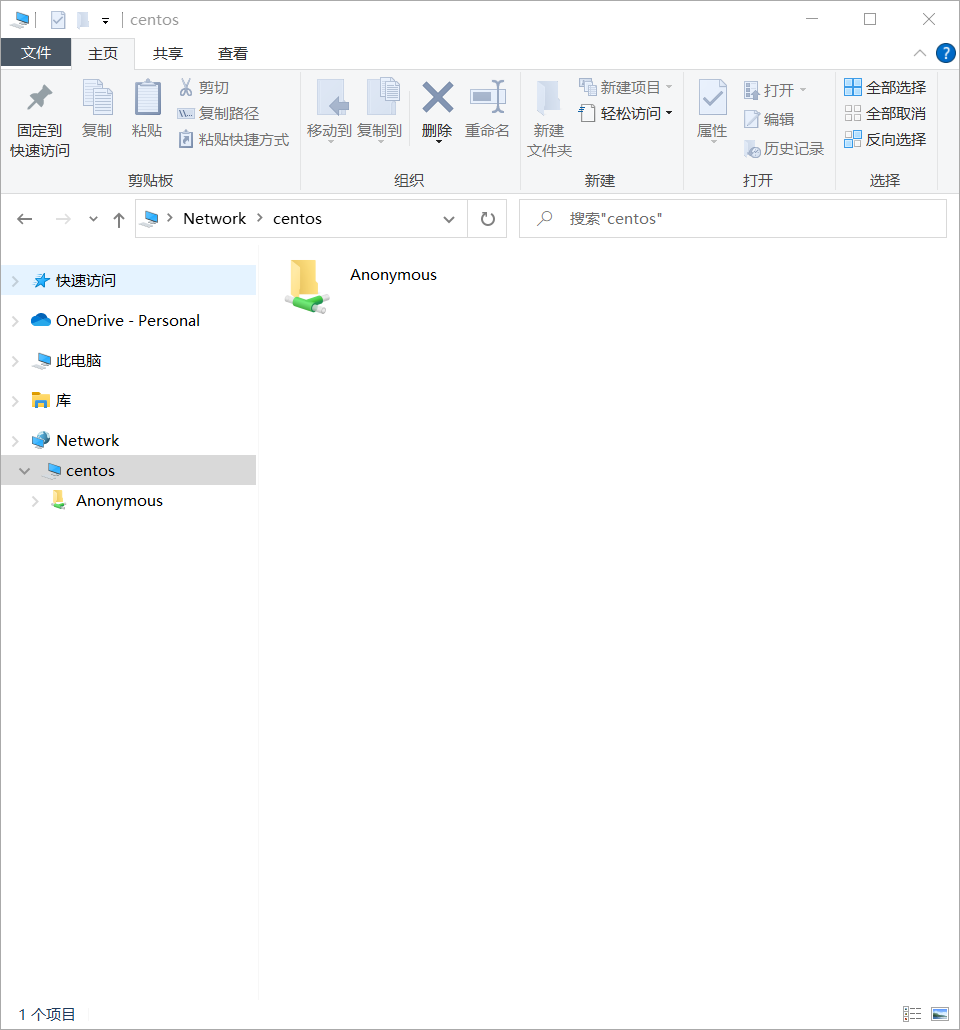 centos
文件 主页 共享 查看
固定到
快速访问
复制
粘贴
剪切
复制路径
粘贴快捷方式
剪贴板
移动到 复制到 删除 重命名
组织
新建
文件夹
新建项目
轻松访问
新建
属性
打开
编辑
历史记录
打开
全部选择
全部取消
反向选择
选择
Network centos
搜索"centos"
快速访问
OneDrive - Personal
此电脑
库
Network
centos
Anonymous
Anonymous
1 个项目